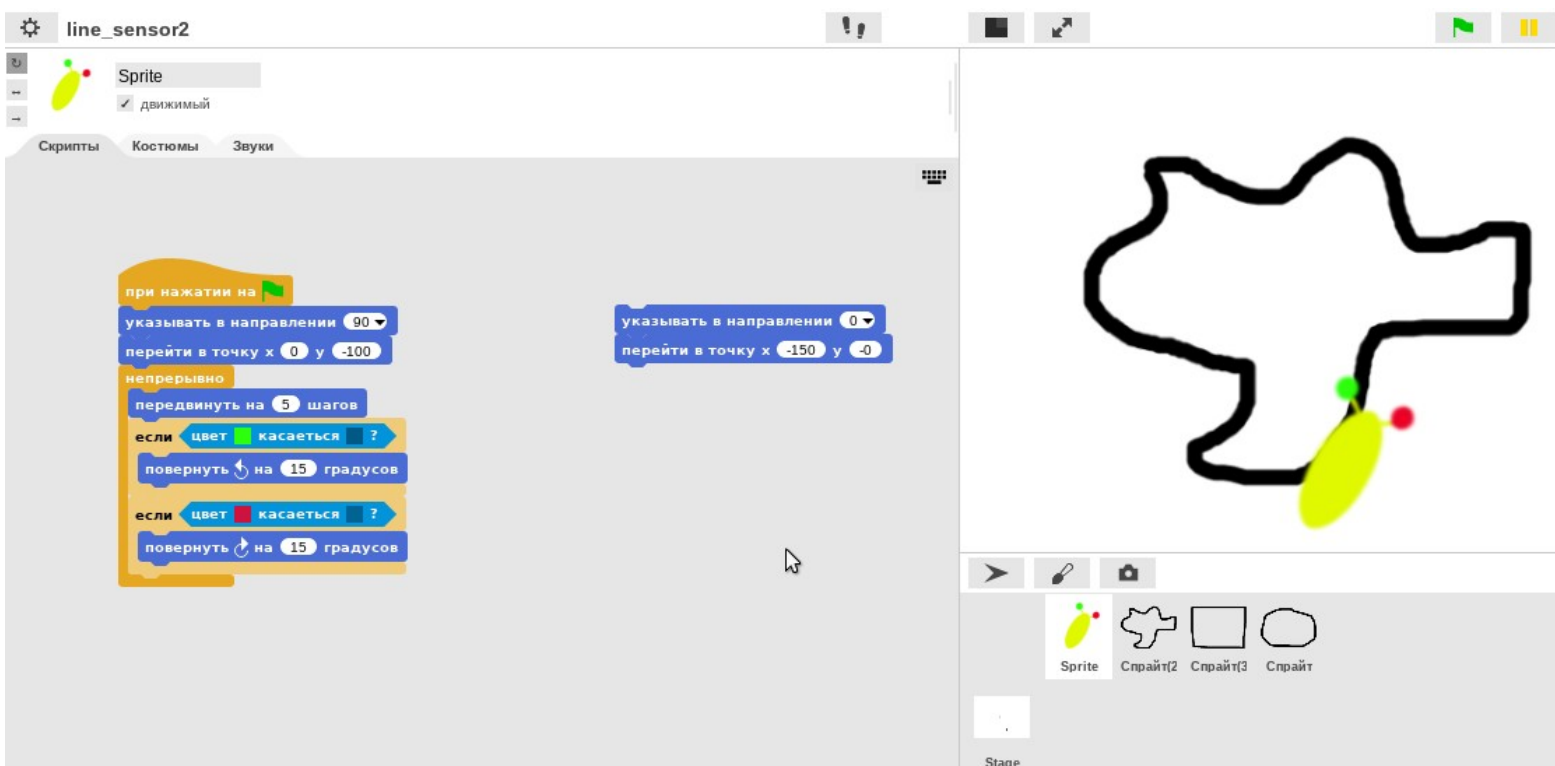 line_sensor2
Sprite
движимый
Скрипты Костюмы Звуки
при нажатии на
указывать в направлении 90
перейти в точку x 0 y -100
непрерывно
передвинуть на 5 шагов
если цвет касаеться ?
повернуть на 15 градусов
если цвет касаеться ?
повернуть на 15 градусов
указывать в направлении 0
перейти в точку x -150 y -0
Sprite Спрайт(2 Спрайт(3 Спрайт
Stage